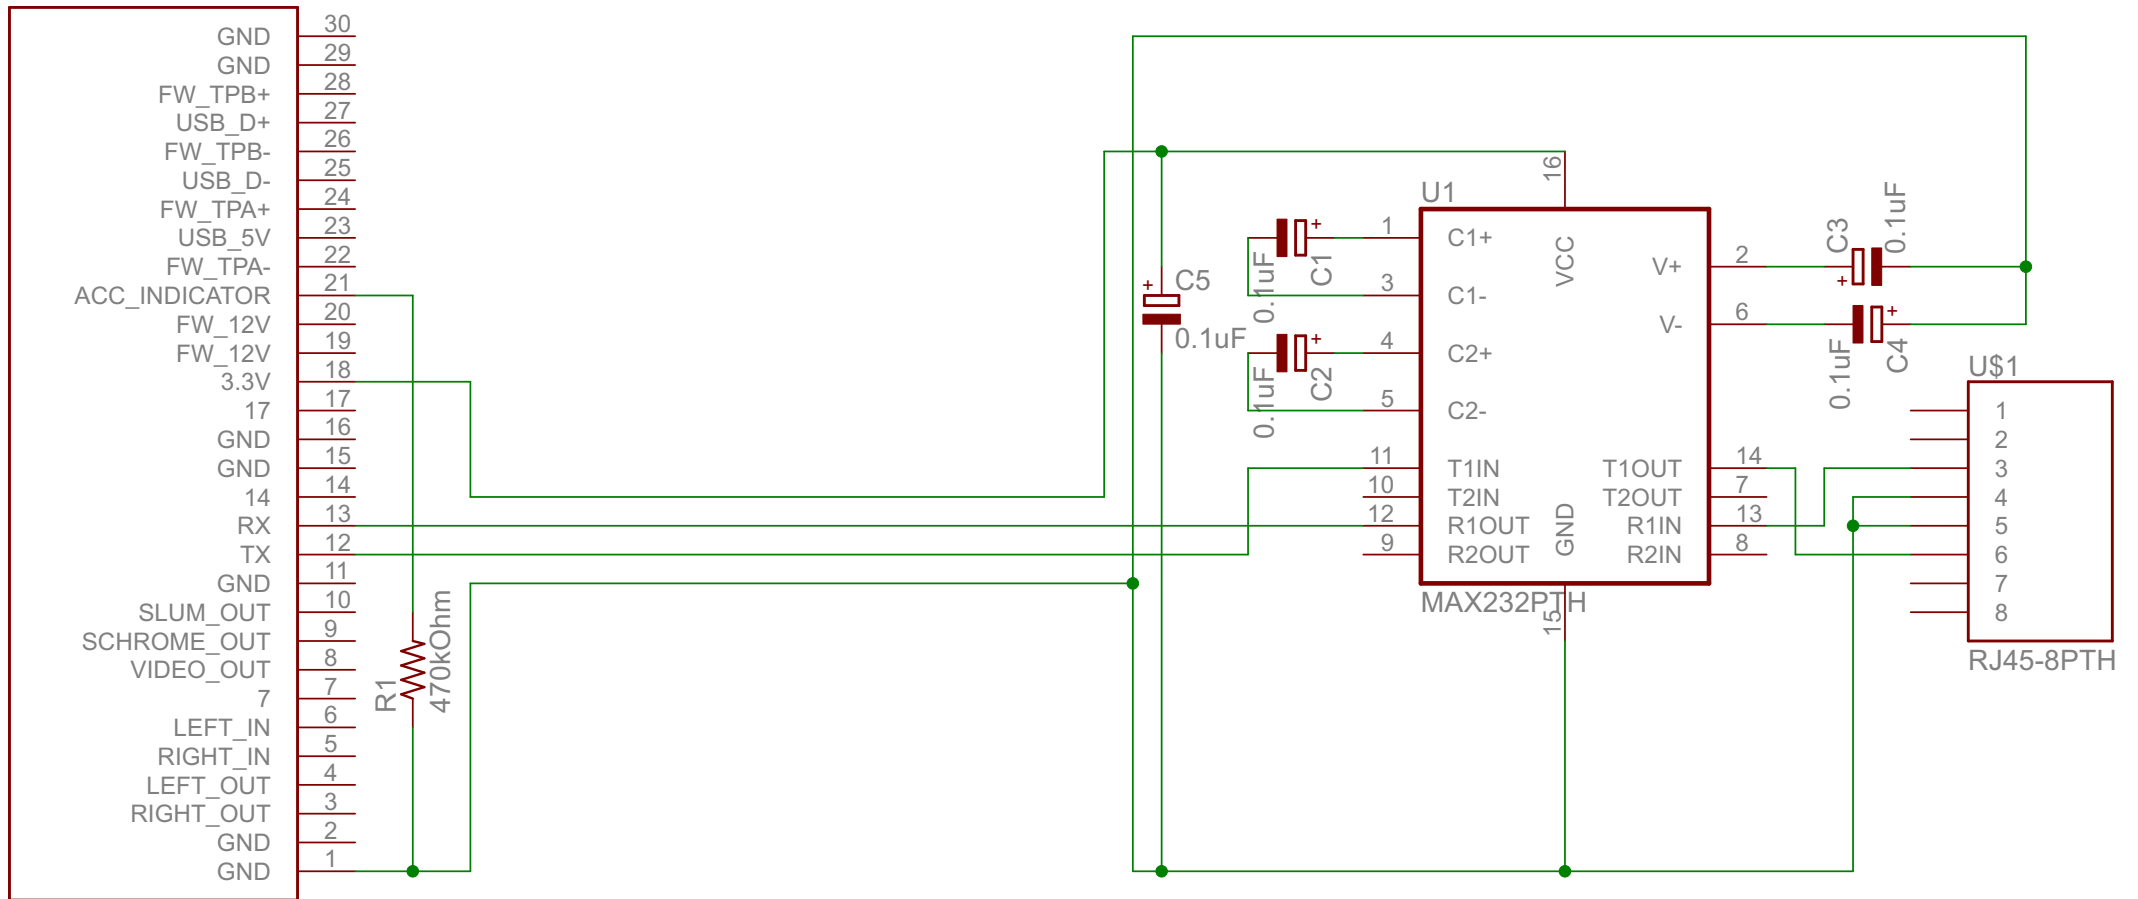 GND 30
GND 29
FW_TPB+ 28
USB_D+ 27
FW_TPB- 26
USB_D- 25
FW_TPA+ 24
USB_5V 23
FW_TPA- 22
ACC_INDICATOR 21
FW_12V 20
FW_12V 19
3.3V 18
17 17
GND 16
GND 15
14 14
RX 13
TX 12
GND 11
SLUM_OUT 10
SCHROME_OUT 9
VIDEO_OUT 8
7 7
LEFT_IN 6
RIGHT_IN 5
LEFT_OUT 4
RIGHT_OUT 3
GND 2
GND 1
R1
470kOhm
+
C5
0.1uF
+
C1
0.1uF
+
C2
0.1uF
U1
16
VCC
1 C1+
3 C1-
4 C2+
5 C2-
11 T1IN
10 T2IN
12 R1OUT
9 R2OUT
V+ 2
V- 6
T1OUT 14
T2OUT 7
R1IN 13
R2IN 8
GND
15
MAX232PTH
C3
0.1uF
+
+
C4
0.1uF
U$1
1
2
3
4
5
6
7
8
RJ45-8PTH